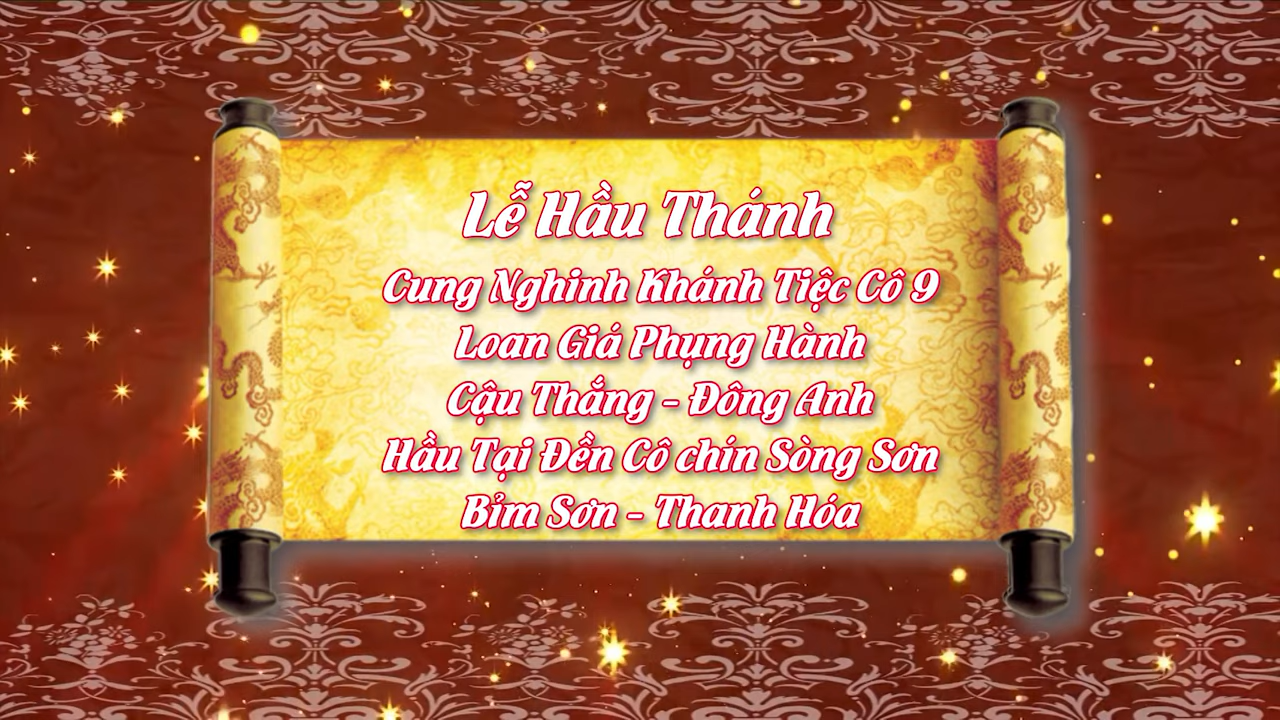 Lễ Hầu Thánh
Cung Nghinh Khánh Tiệc Cô 9
Loan Giá Phụng Hành
Cậu Thắng - Đông Anh
Hầu Tại Đền Cô chín Sòng Sơn
Bỉm Sơn - Thanh Hóa